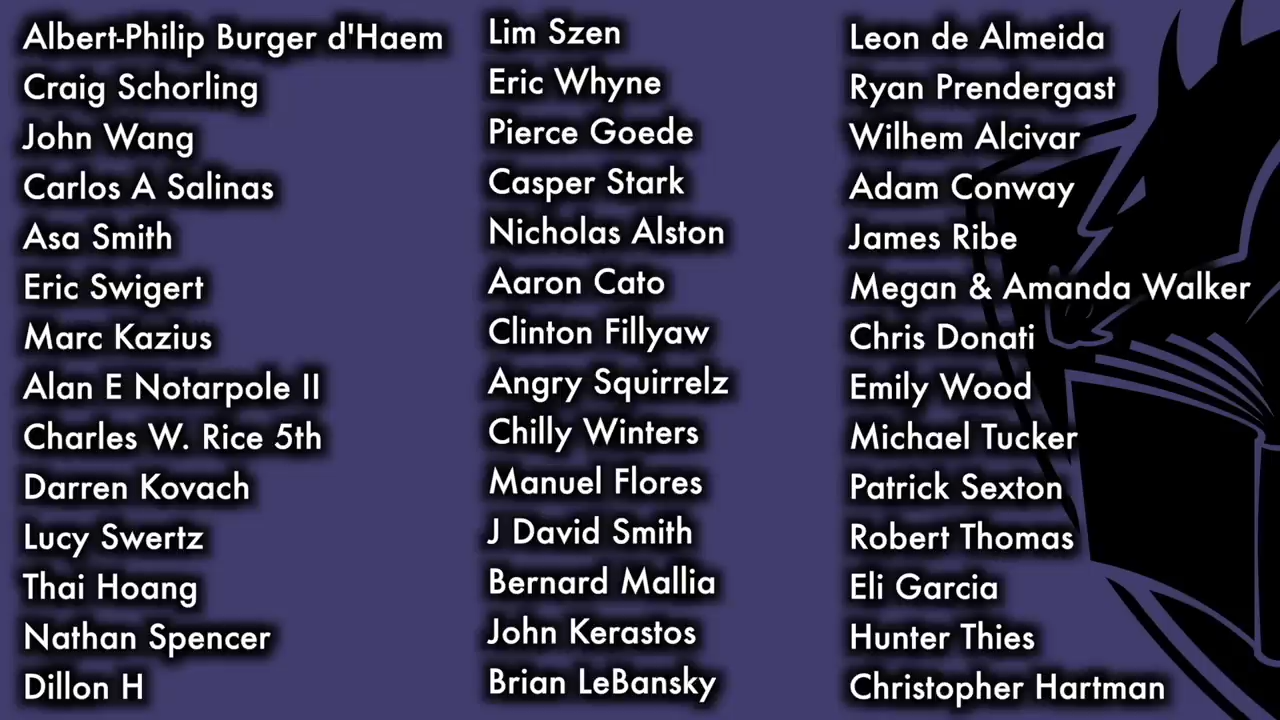 Albert-Philip Burger d'Haem
Craig Schorling
John Wang
Carlos A Salinas
Asa Smith
Eric Swigert
Marc Kazius
Alan E Notarpole II
Charles W. Rice 5th
Darren Kovach
Lucy Swertz
Thai Hoang
Nathan Spencer
Dillon H
Lim Szen
Eric Whyne
Pierce Goede
Casper Stark
Nicholas Alston
Aaron Cato
Clinton Fillyaw
Angry Squirrelz
Chilly Winters
Manuel Flores
J David Smith
Bernard Mallia
John Kerastos
Brian LeBansky
Leon de Almeida
Ryan Prendergast
Wilhem Alcivar
Adam Conway
James Ribe
Megan & Amanda Walker
Chris Donati
Emily Wood
Michael Tucker
Patrick Sexton
Robert Thomas
Eli Garcia
Hunter Thies
Christopher Hartman